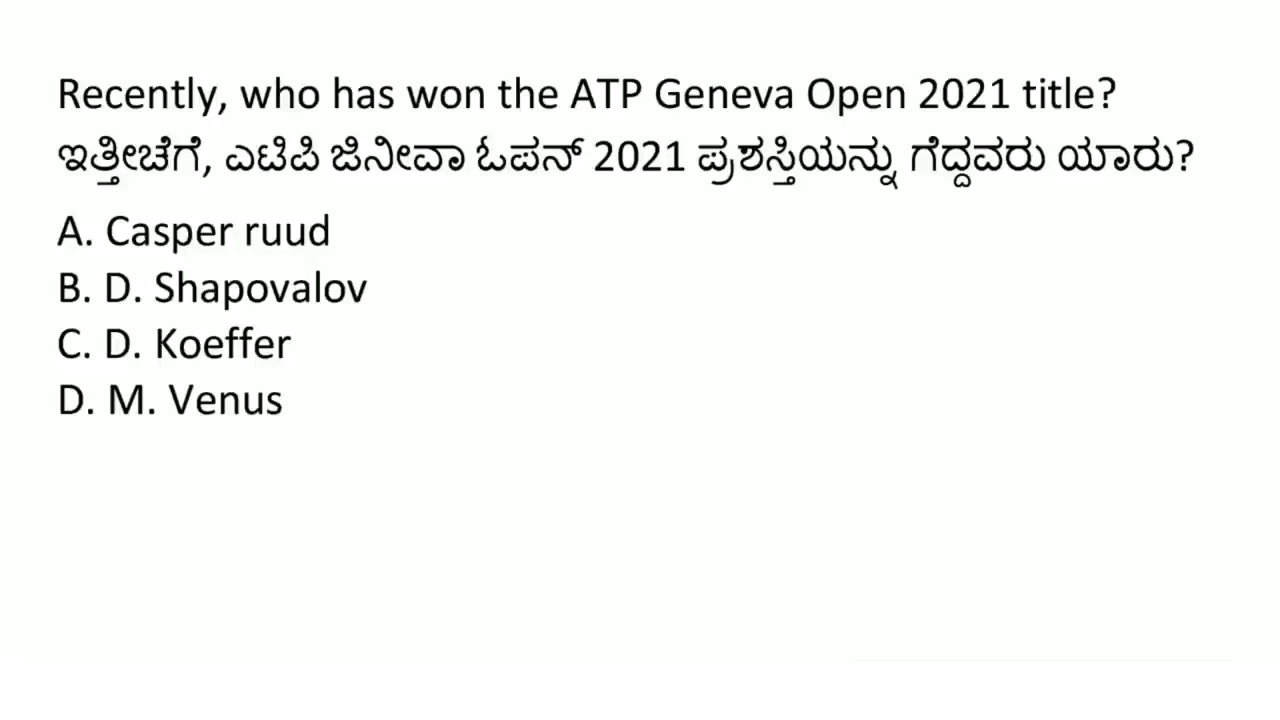 Recently, who has won the ATP Geneva Open 2021 title?
ಇತ್ತೀಚೆಗೆ, ಎಟಿಪಿ ಜಿನೀವಾ ಓಪನ್ 2021 ಪ್ರಶಸ್ತಿಯನ್ನು ಗೆದ್ದವರು ಯಾರು?
A. Casper ruud
B. D. Shapovalov
C. D. Koeffer
D. M. Venus